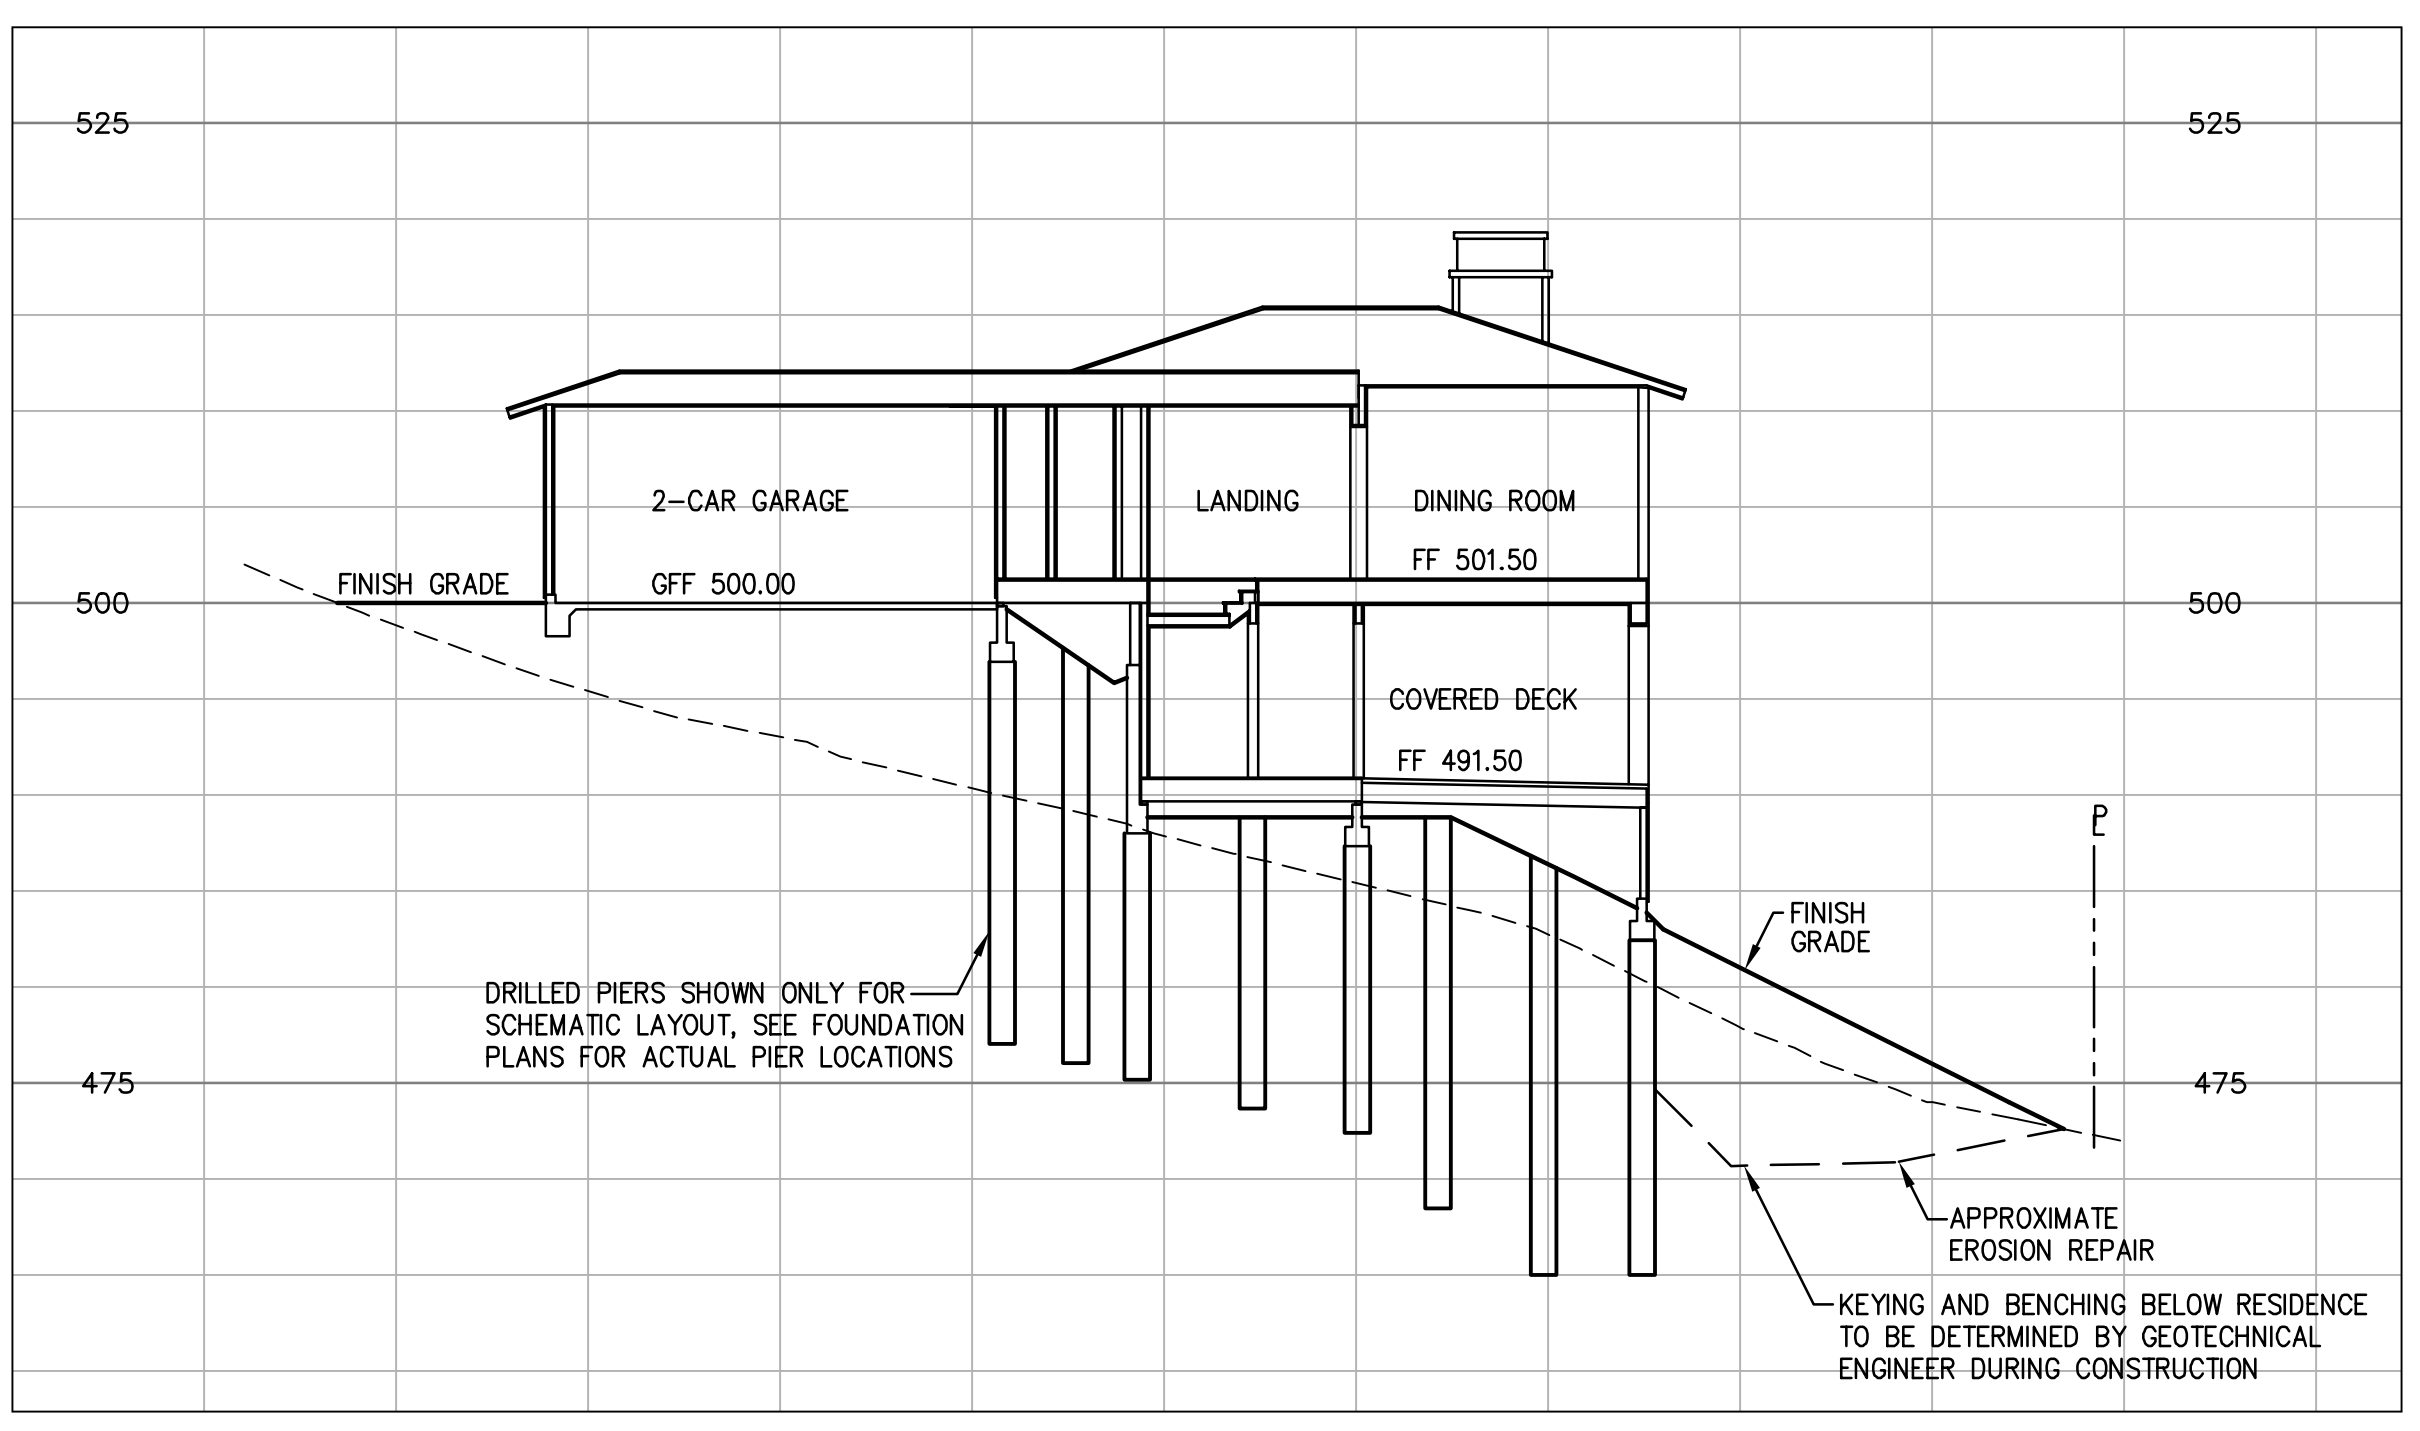 525
525
2-CAR GARAGE
LANDING
DINING ROOM
FF 501.50
FINISH GRADE
GFF 500.00
500
500
COVERED DECK
FF 491.50
PL
FINISH
GRADE
DRILLED PIERS SHOWN ONLY FOR
SCHEMATIC LAYOUT, SEE FOUNDATION
PLANS FOR ACTUAL PIER LOCATIONS
475
475
APPROXIMATE
EROSION REPAIR
KEYING AND BENCHING BELOW RESIDENCE
TO BE DETERMINED BY GEOTECHNICAL
ENGINEER DURING CONSTRUCTION